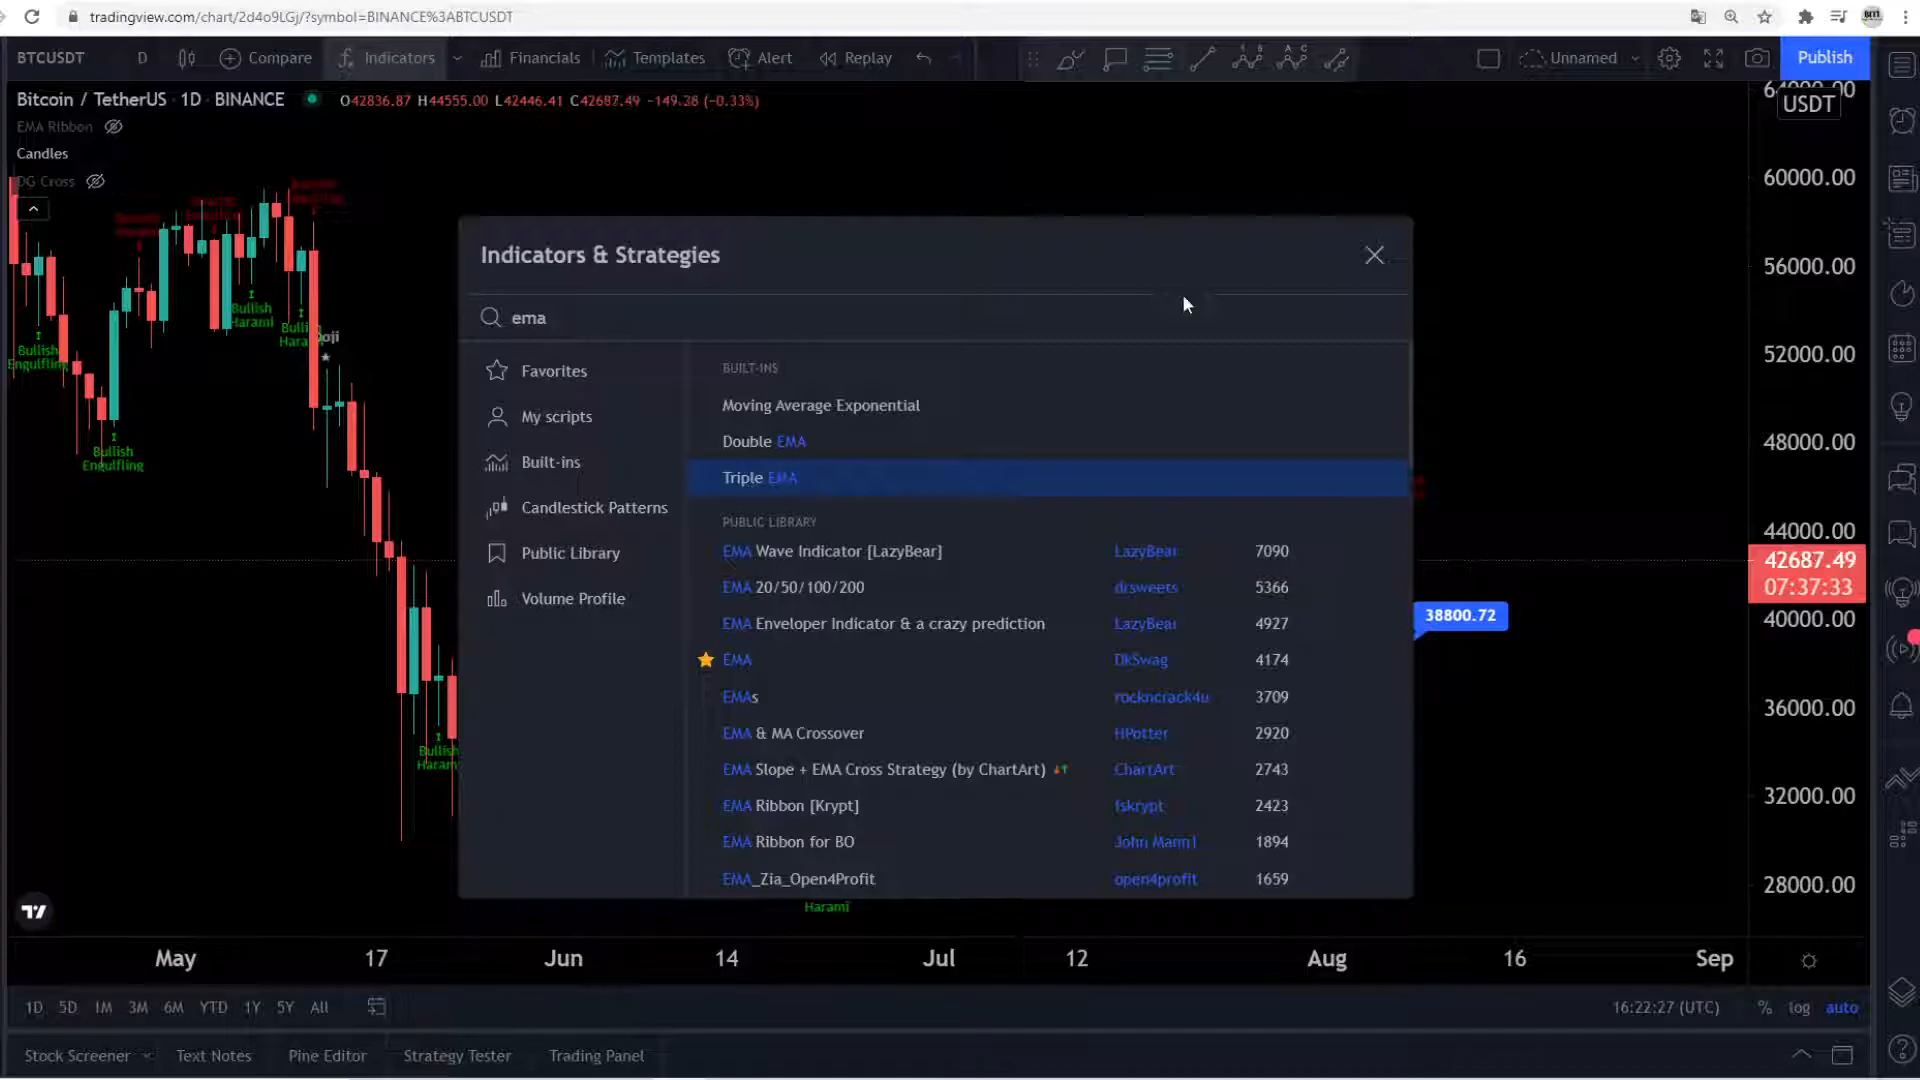 tradingview.com/chart/2d4o9LGj/?symbol=BINANCE%3ABTCUSDT
BTCUSDT D Compare Indicators Financials Templates Alert Replay Unnamed Publish
Bitcoin / TetherUS · 1D · BINANCE O42836.87 H44555.00 L42446.41 C42687.49 −149.38 (−0.33%)
EMA Ribbon
Candles
DG Cross
USDT
60000.00
56000.00
52000.00
48000.00
44000.00
42687.49
07:37:33
40000.00
38800.72
36000.00
32000.00
28000.00
Bullish
Harami
Doji
Bullish
Engulfling
Bullish
Engulfling
Bullish
Harami
Indicators & Strategies
ema
Favorites
My scripts
Built-ins
Candlestick Patterns
Public Library
Volume Profile
BUILT-INS
Moving Average Exponential
Double EMA
Triple EMA
PUBLIC LIBRARY
EMA Wave Indicator [LazyBear] LazyBear 7090
EMA 20/50/100/200 drsweets 5366
EMA Enveloper Indicator & a crazy prediction LazyBear 4927
EMA DkSwag 4174
EMAs rockncrack4u 3709
EMA & MA Crossover HPotter 2920
EMA Slope + EMA Cross Strategy (by ChartArt) ChartArt 2743
EMA Ribbon [Krypt] fskrypt 2423
EMA Ribbon for BO John Mann1 1894
EMA_Zia_Open4Profit open4profit 1659
Harami
May 17 Jun 14 Jul 12 Aug 16 Sep
1D 5D 1M 3M 6M YTD 1Y 5Y All 16:22:27 (UTC) % log auto
Stock Screener Text Notes Pine Editor Strategy Tester Trading Panel